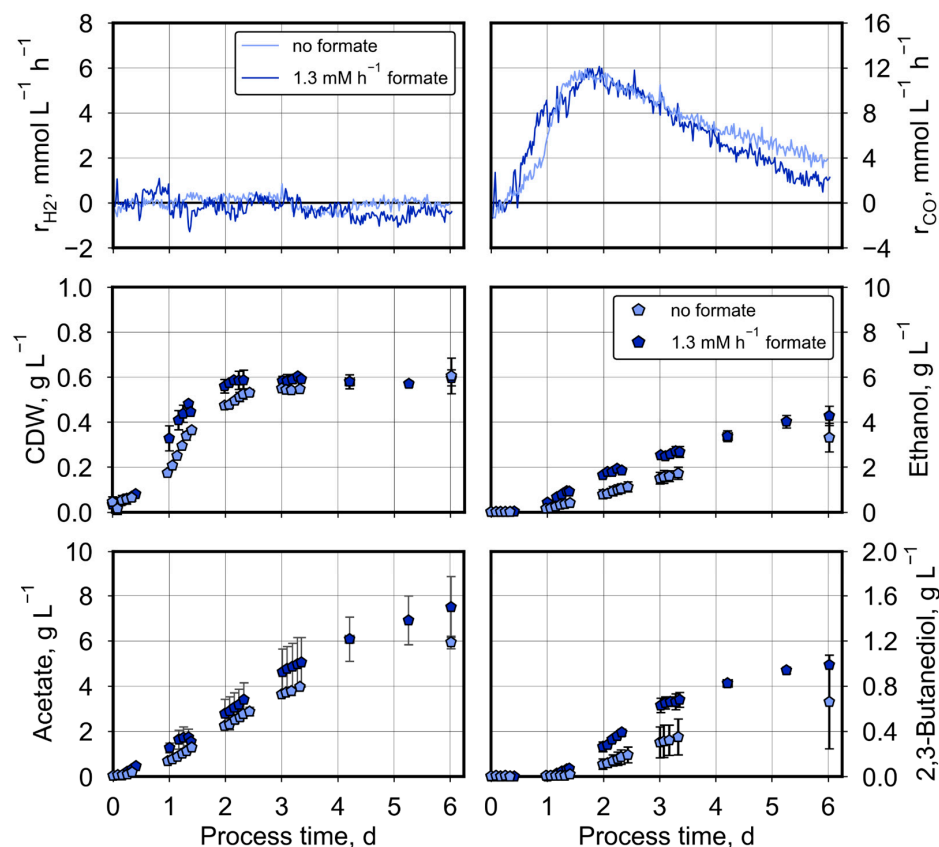 8
6
4
2
0
−2
r_H2, mmol L⁻¹ h⁻¹
no formate
1.3 mM h⁻¹ formate
16
12
8
4
0
−4
r_CO, mmol L⁻¹ h⁻¹
1.0
0.8
0.6
0.4
0.2
0.0
CDW, g L⁻¹
no formate
1.3 mM h⁻¹ formate
10
8
6
4
2
0
Ethanol, g L⁻¹
10
8
6
4
2
0
Acetate, g L⁻¹
0 1 2 3 4 5 6
Process time, d
2.0
1.6
1.2
0.8
0.4
0.0
2,3-Butanediol, g L⁻¹
0 1 2 3 4 5 6
Process time, d